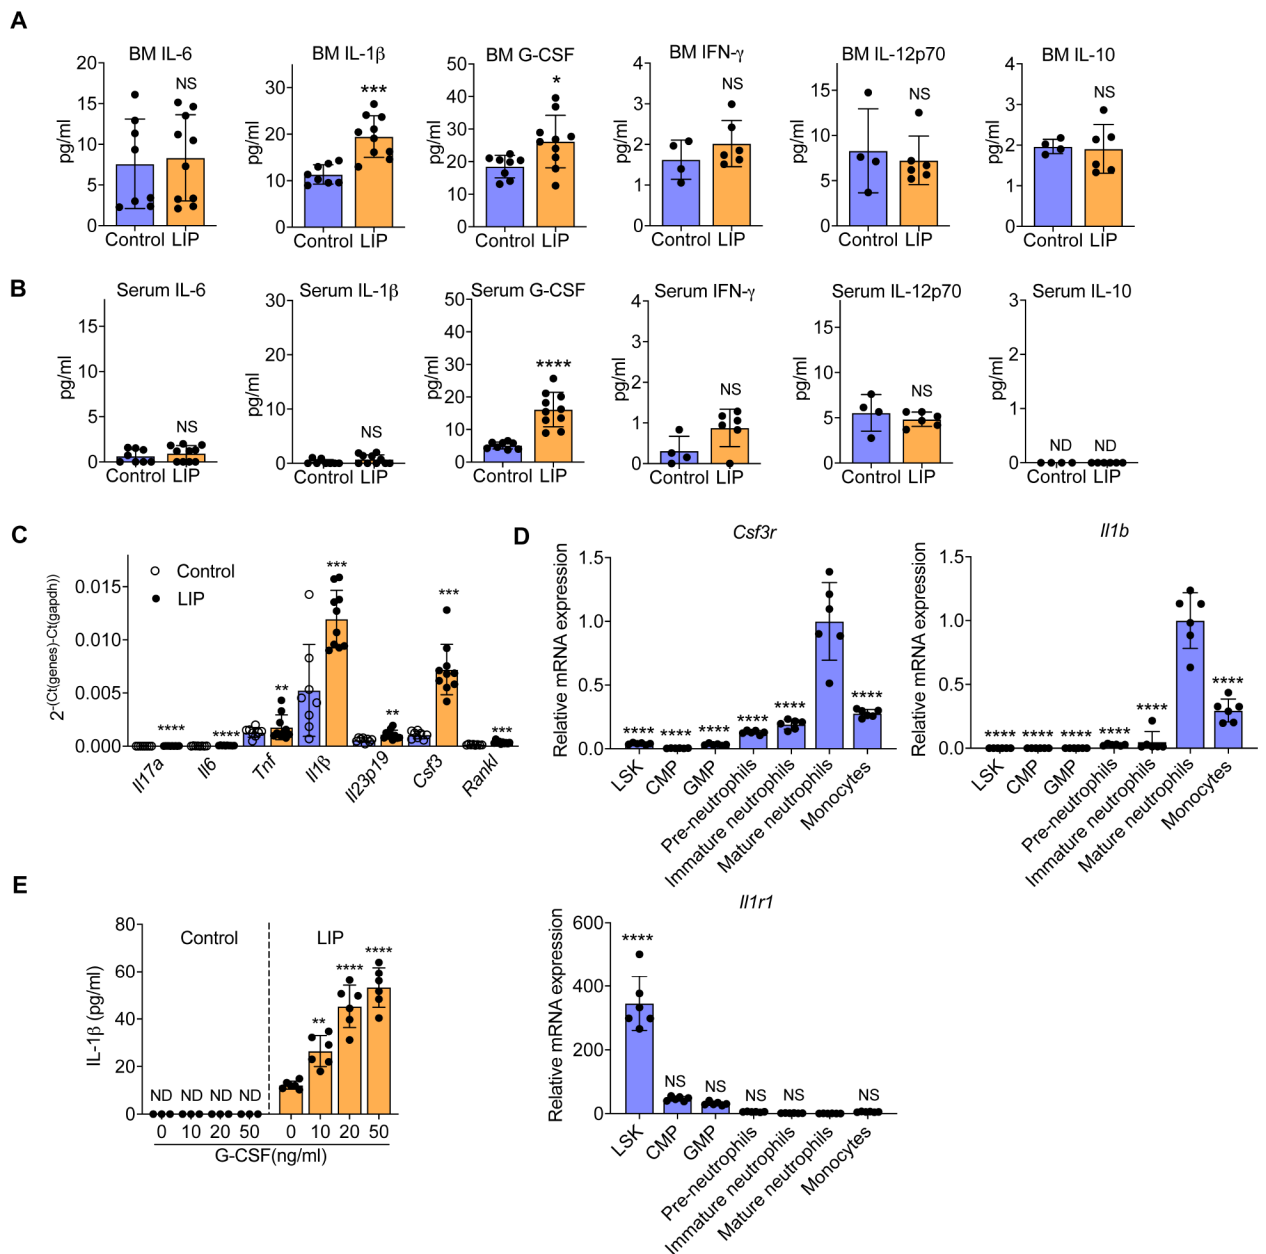 A
BM IL-6
BM IL-1β
BM G-CSF
BM IFN-γ
BM IL-12p70
BM IL-10
pg/ml
20
15
10
5
0
NS
Control LIP
pg/ml
30
20
10
0
***
Control LIP
pg/ml
50
40
30
20
10
0
*
Control LIP
pg/ml
4
3
2
1
0
NS
Control LIP
pg/ml
15
10
5
0
NS
Control LIP
pg/ml
4
3
2
1
0
NS
Control LIP
B
Serum IL-6
Serum IL-1β
Serum G-CSF
Serum IFN-γ
Serum IL-12p70
Serum IL-10
pg/ml
15
10
5
0
NS
Control LIP
pg/ml
30
20
10
0
NS
Control LIP
pg/ml
50
40
30
20
10
0
****
Control LIP
pg/ml
4
3
2
1
0
NS
Control LIP
pg/ml
15
10
5
0
NS
Control LIP
pg/ml
3
2
1
0
ND ND
Control LIP
C
2-(Ct(genes)-Ct(gapdh))
0.015
0.010
0.005
0.000
Control
LIP
**** **** ** *** ** *** ***
Il17a
Il6
Tnf
Il1β
Il23p19
Csf3
Rankl
D
Csf3r
Relative mRNA expression
1.5
1.0
0.5
0.0
**** **** **** **** **** ****
LSK
CMP
GMP
Pre-neutrophils
Immature neutrophils
Mature neutrophils
Monocytes
Il1b
Relative mRNA expression
1.5
1.0
0.5
0.0
**** **** **** **** **** ****
LSK
CMP
GMP
Pre-neutrophils
Immature neutrophils
Mature neutrophils
Monocytes
E
IL-1β (pg/ml)
80
60
40
20
0
Control
LIP
ND ND ND ND
** **** ****
0 10 20 50 0 10 20 50
G-CSF(ng/ml)
Il1r1
Relative mRNA expression
600
400
200
0
**** NS NS NS NS NS
LSK
CMP
GMP
Pre-neutrophils
Immature neutrophils
Mature neutrophils
Monocytes